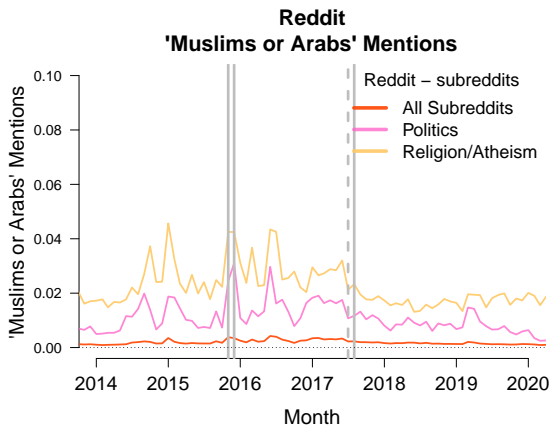 Reddit
'Muslims or Arabs' Mentions
'Muslims or Arabs' Mentions
0.10
0.08
0.06
0.04
0.02
0.00
Reddit − subreddits
All Subreddits
Politics
Religion/Atheism
2014 2015 2016 2017 2018 2019 2020
Month